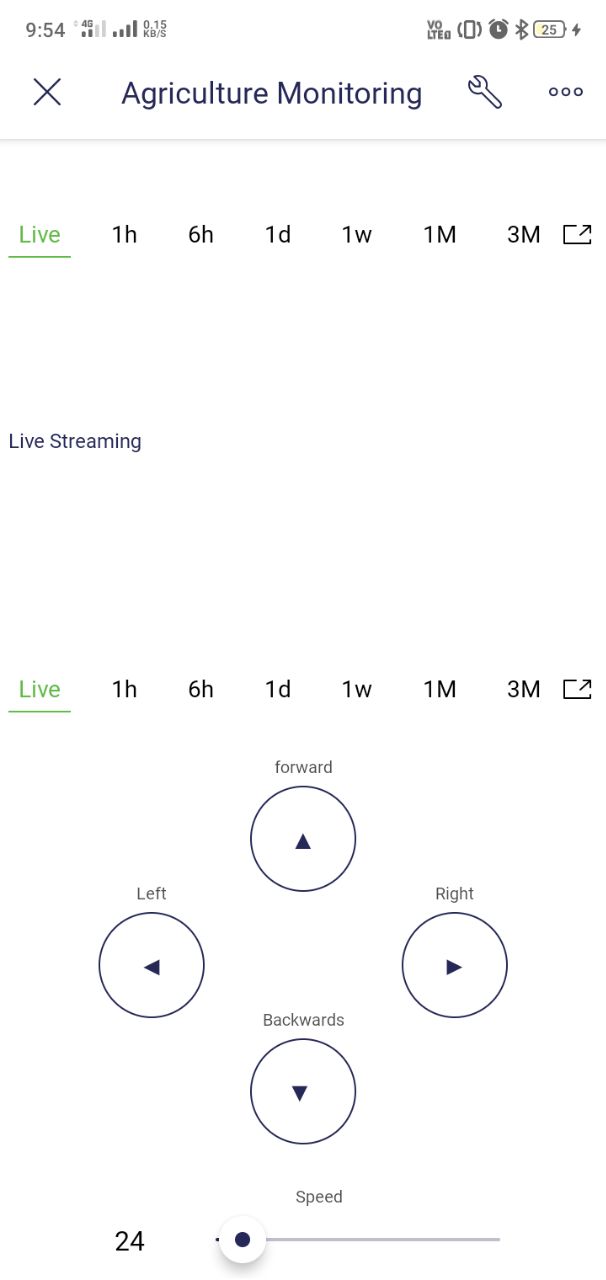 9:54 4G 0.15 KB/S VO LTE 25
Agriculture Monitoring
Live 1h 6h 1d 1w 1M 3M
Live Streaming
Live 1h 6h 1d 1w 1M 3M
forward
Left Right
Backwards
Speed
24